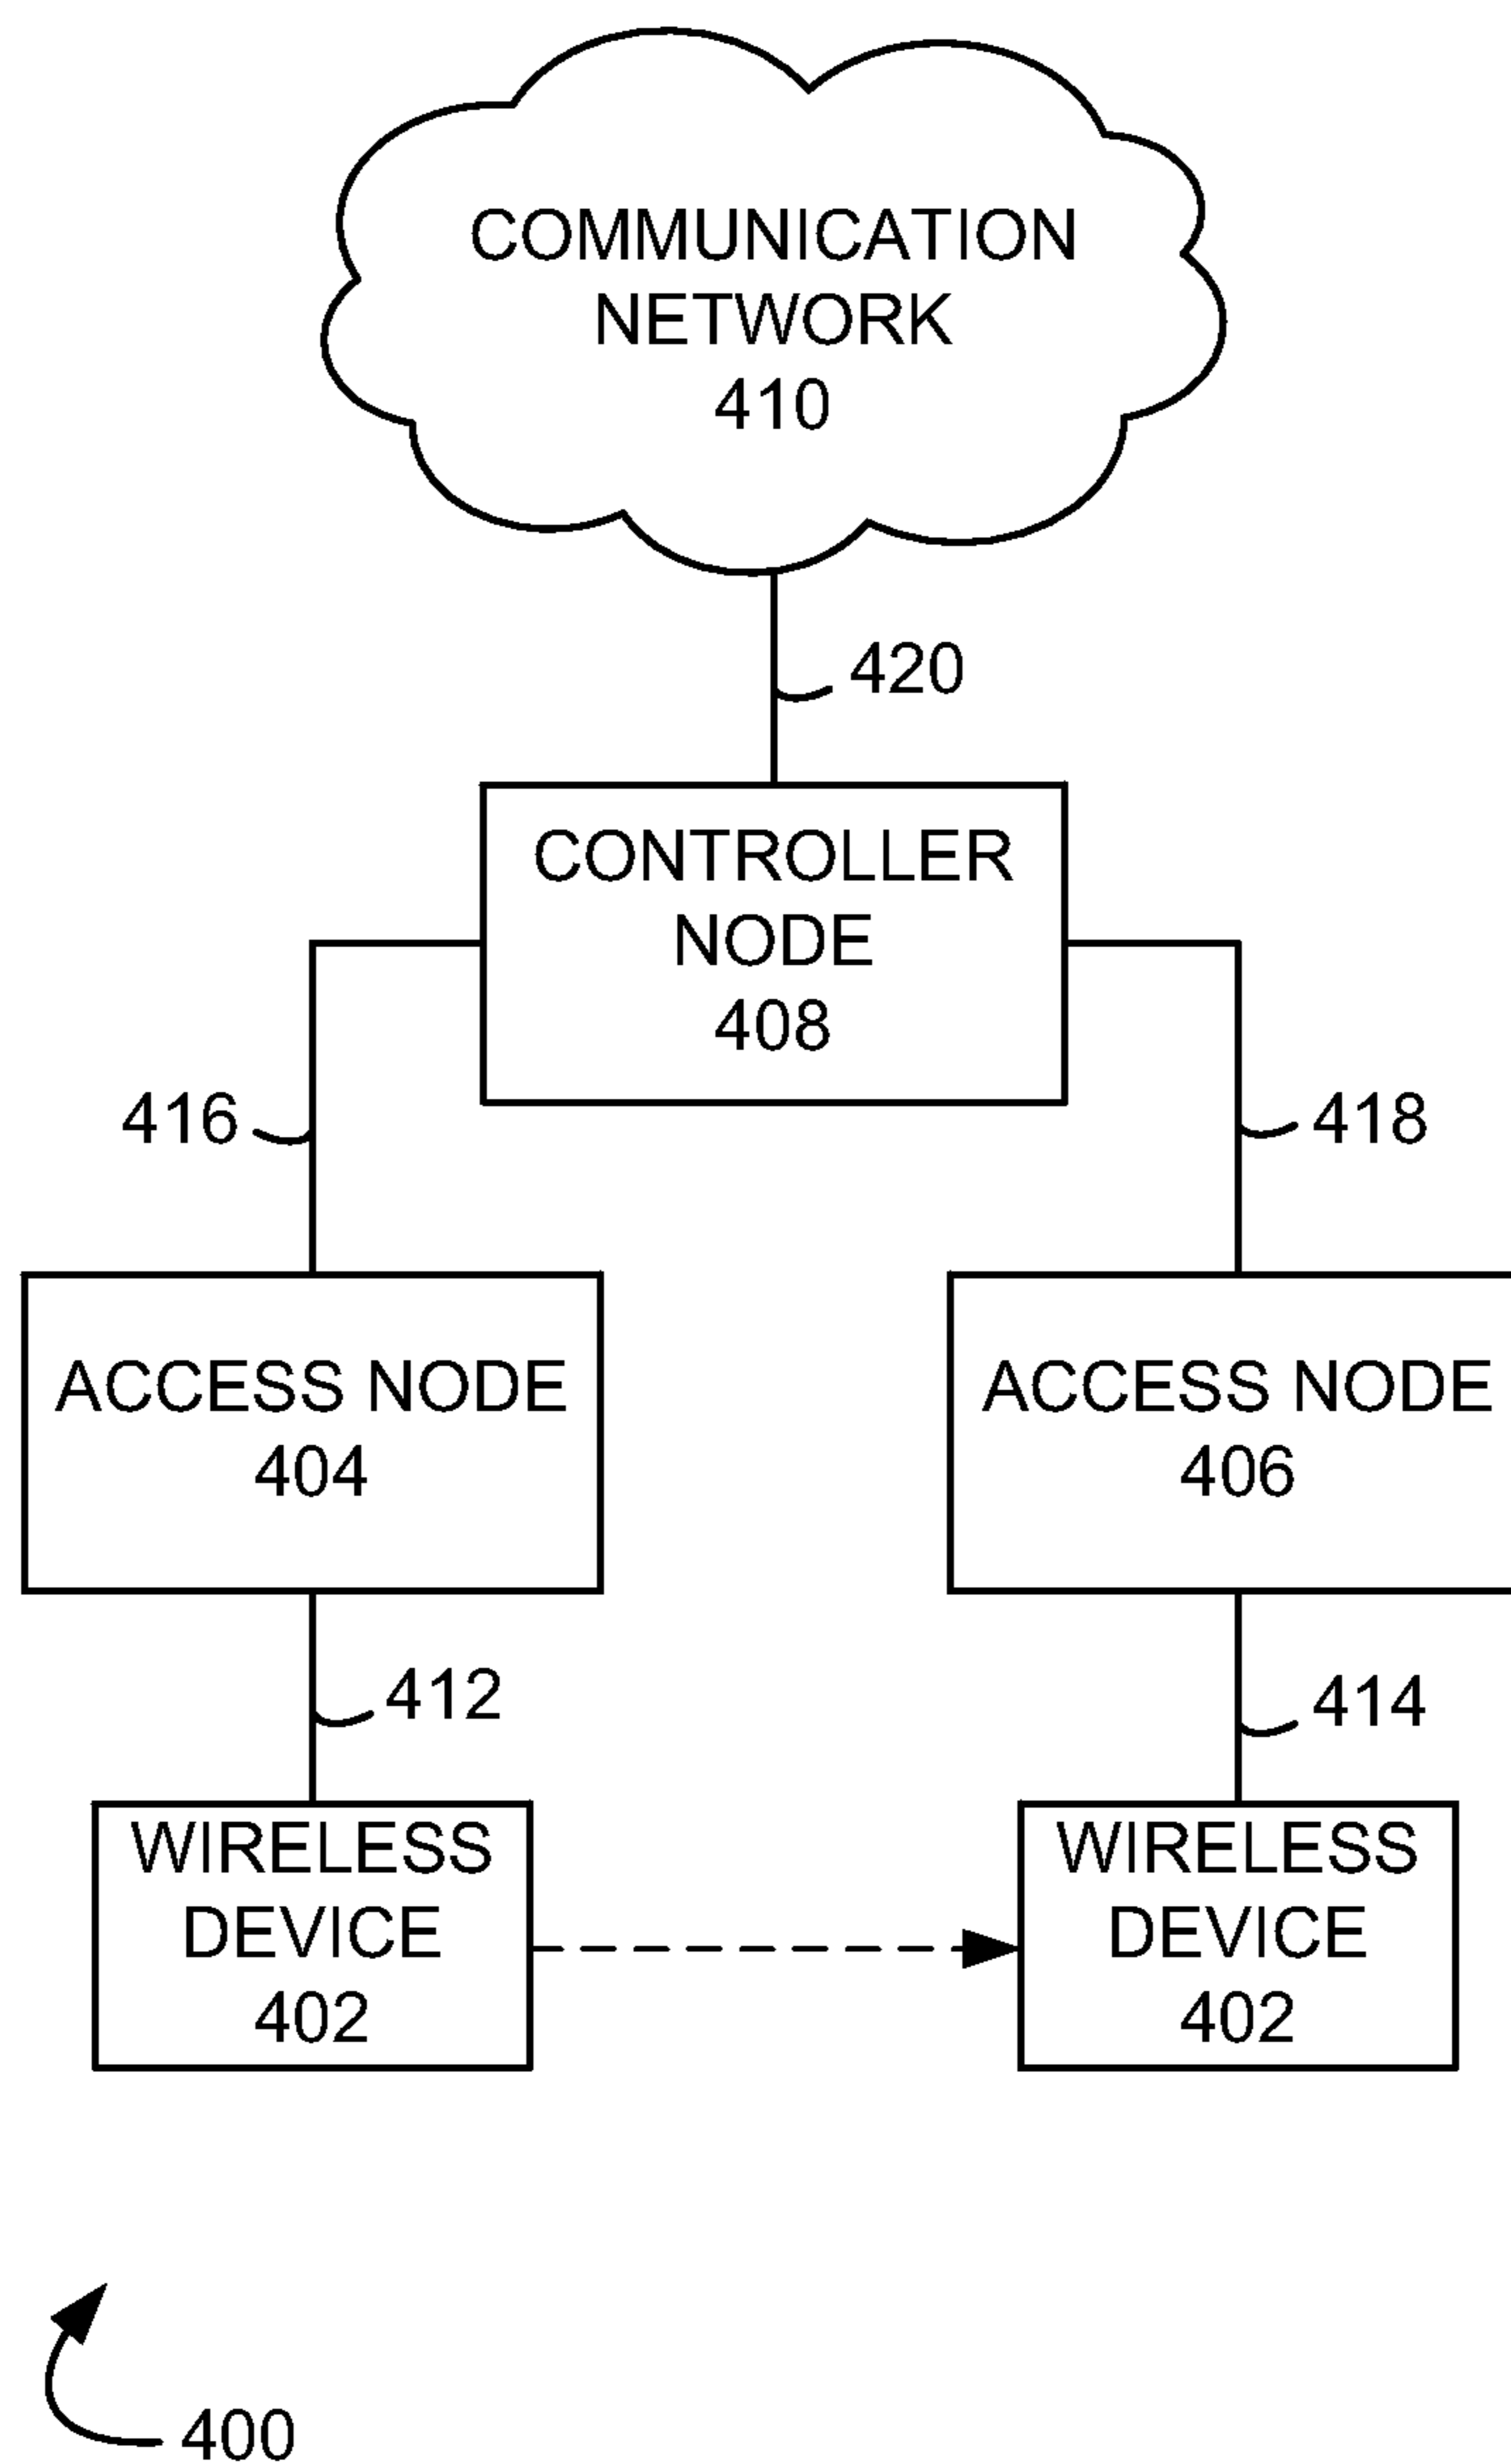 COMMUNICATION
NETWORK
410
420
CONTROLLER
NODE
408
416
418
ACCESS NODE
404
ACCESS NODE
406
412
414
WIRELESS
DEVICE
402
WIRELESS
DEVICE
402
400